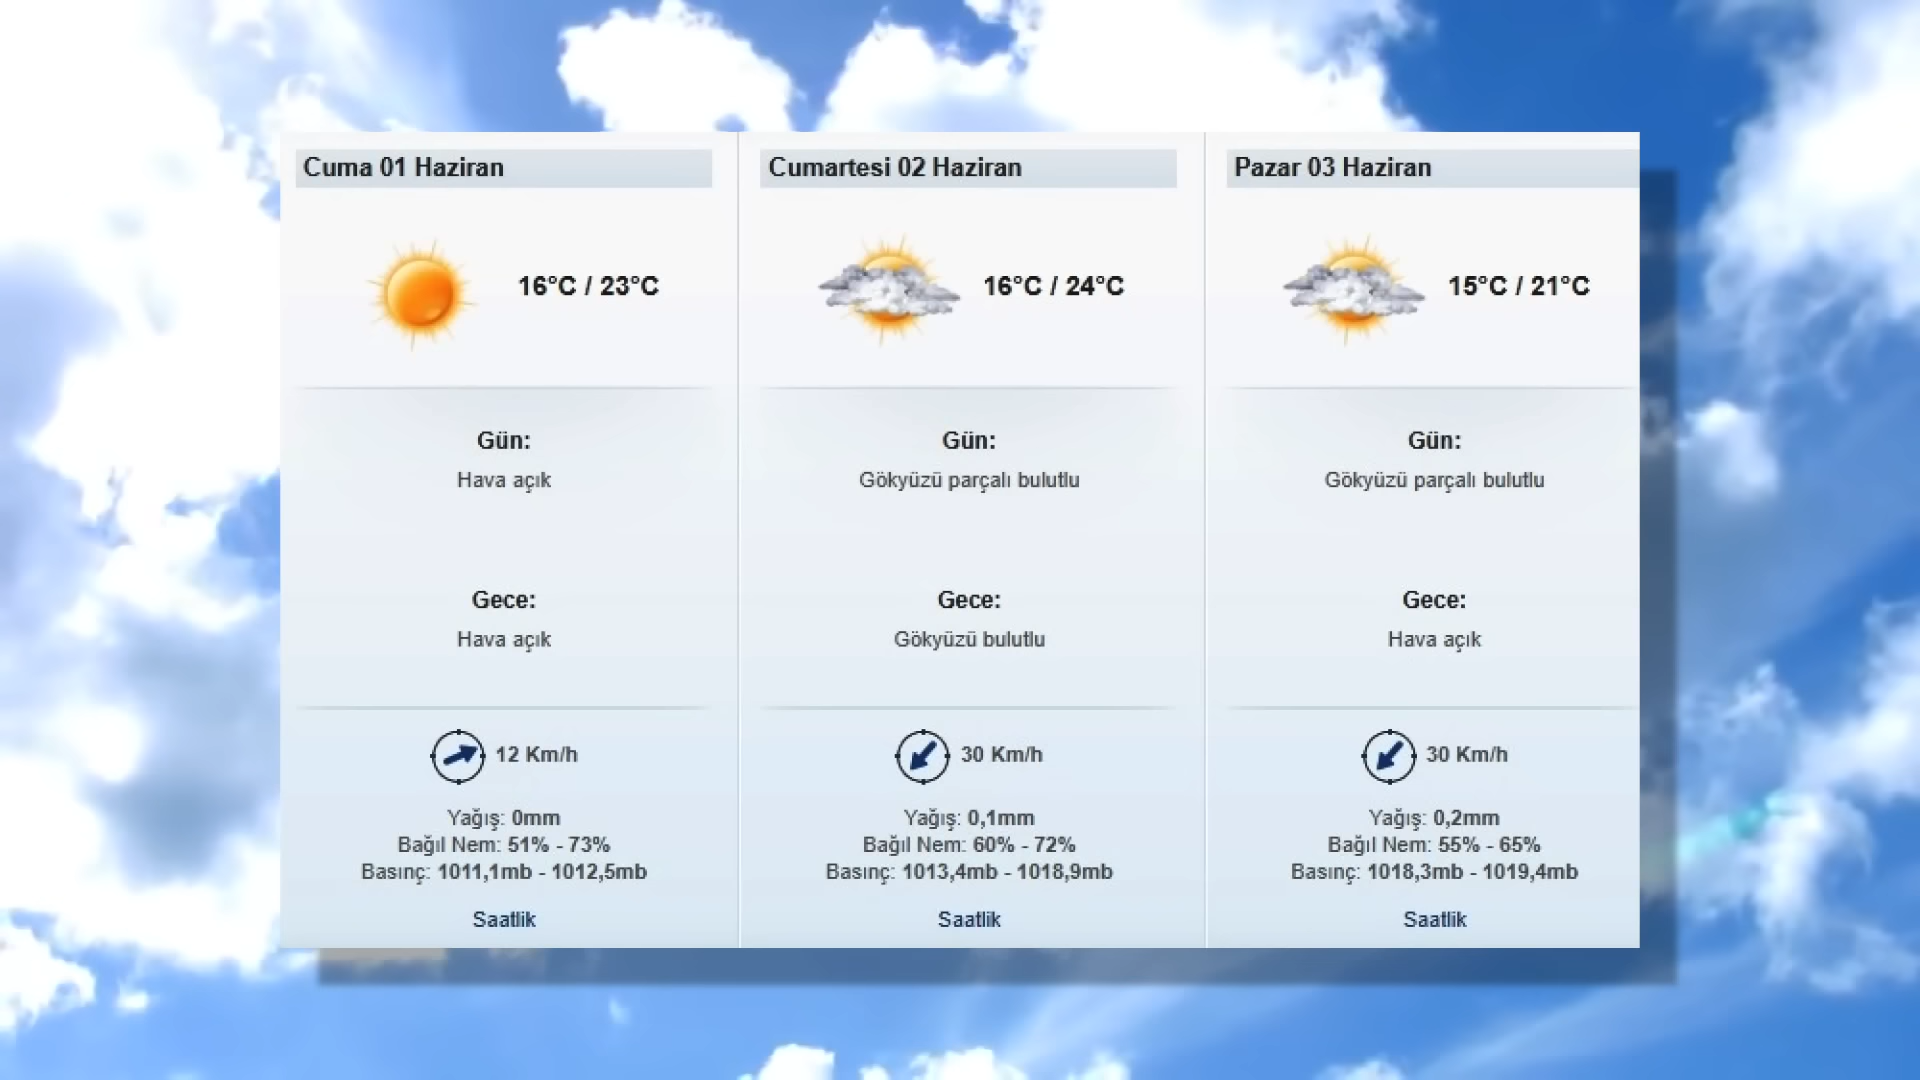 Cuma 01 Haziran
16°C / 23°C
Gün:
Hava açık
Gece:
Hava açık
12 Km/h
Yağış: 0mm
Bağıl Nem: 51% - 73%
Basınç: 1011,1mb - 1012,5mb
Saatlik
Cumartesi 02 Haziran
16°C / 24°C
Gün:
Gökyüzü parçalı bulutlu
Gece:
Gökyüzü bulutlu
30 Km/h
Yağış: 0,1mm
Bağıl Nem: 60% - 72%
Basınç: 1013,4mb - 1018,9mb
Saatlik
Pazar 03 Haziran
15°C / 21°C
Gün:
Gökyüzü parçalı bulutlu
Gece:
Hava açık
30 Km/h
Yağış: 0,2mm
Bağıl Nem: 55% - 65%
Basınç: 1018,3mb - 1019,4mb
Saatlik